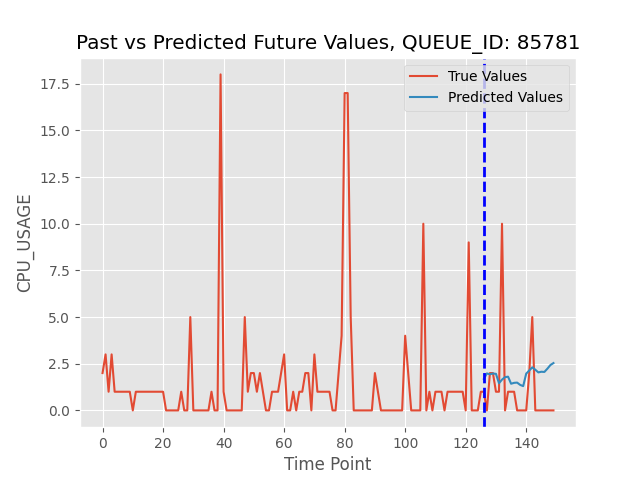 Past vs Predicted Future Values, QUEUE_ID: 85781
True Values
Predicted Values
CPU_USAGE
17.5
15.0
12.5
10.0
7.5
5.0
2.5
0.0
0 20 40 60 80 100 120 140
Time Point